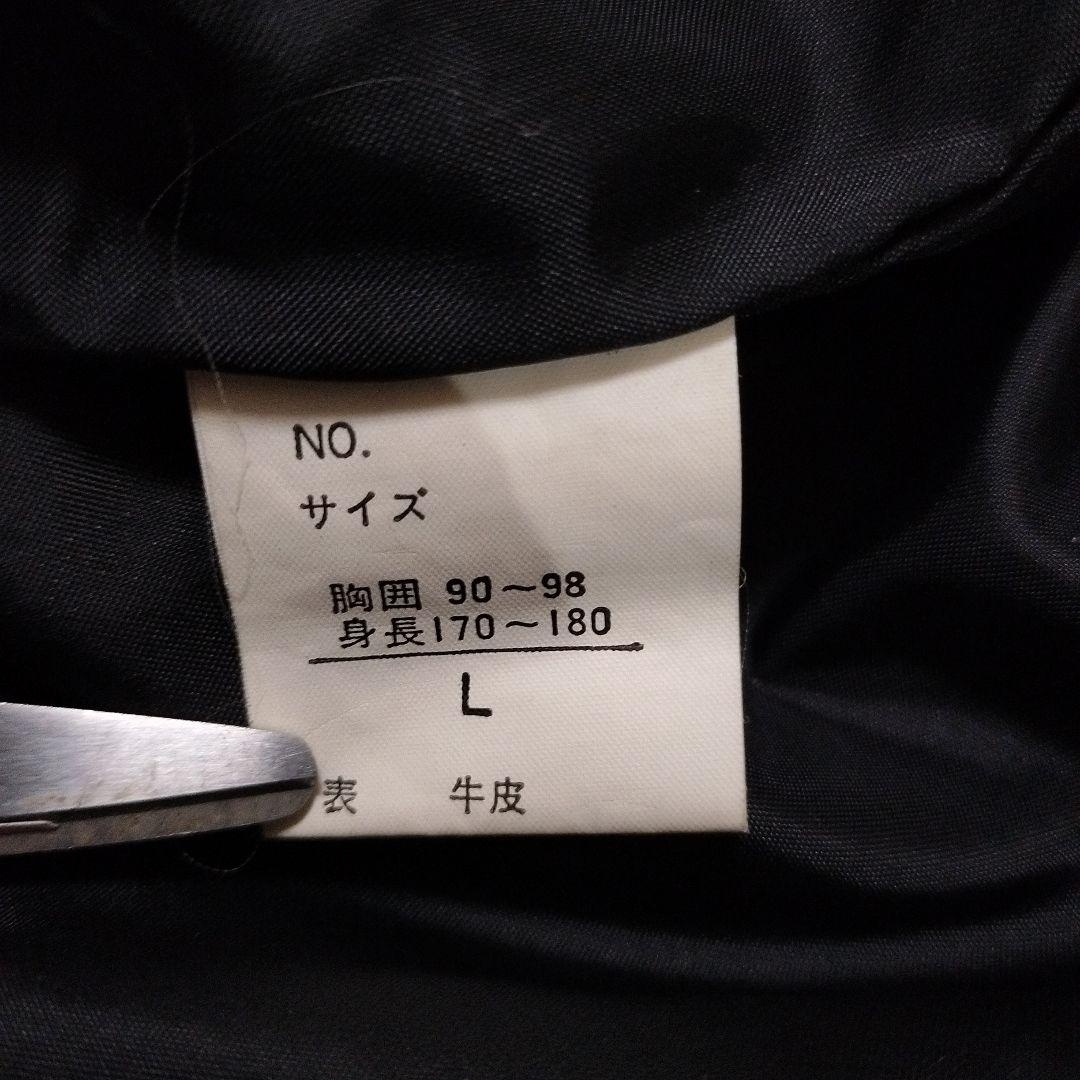 NO.
サイズ
胸囲 90~98
身長170~180
L
表 牛皮